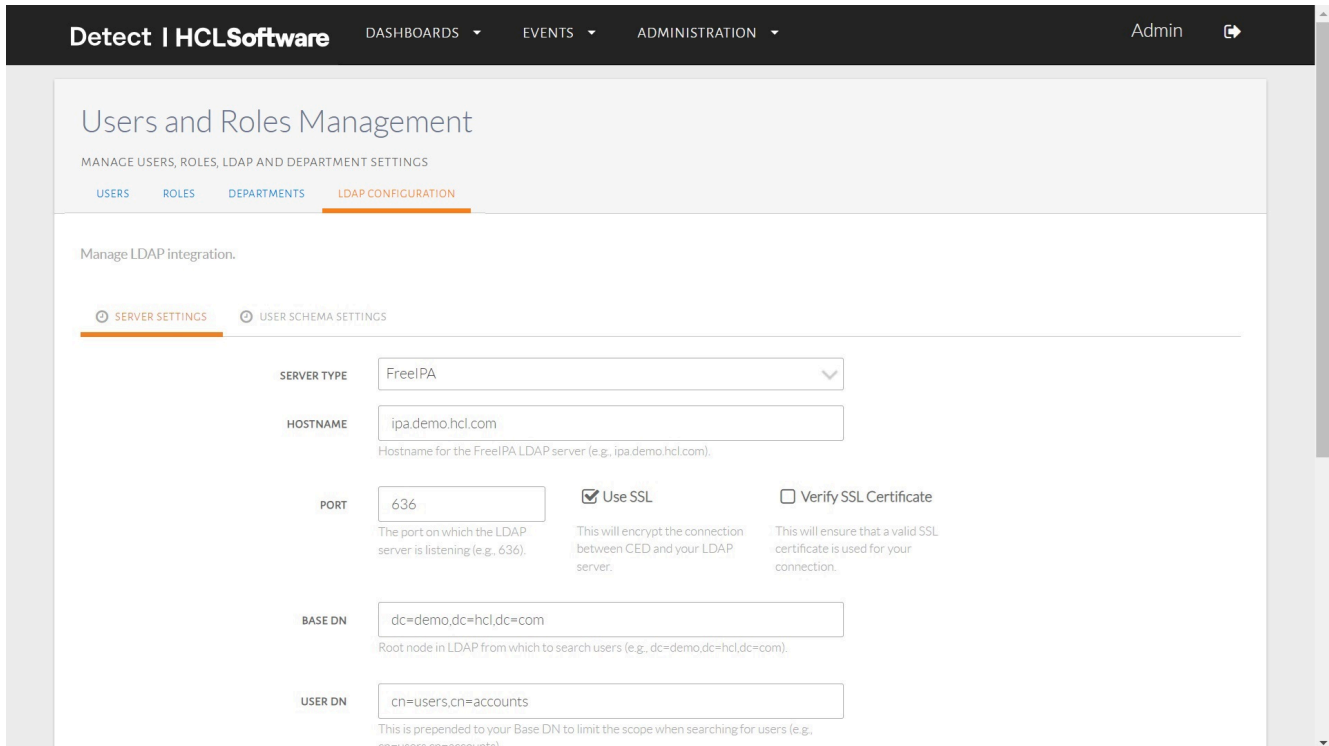 Detect | HCLSoftware DASHBOARDS EVENTS ADMINISTRATION Admin
Users and Roles Management
MANAGE USERS, ROLES, LDAP AND DEPARTMENT SETTINGS
USERS ROLES DEPARTMENTS LDAP CONFIGURATION
Manage LDAP integration.
SERVER SETTINGS USER SCHEMA SETTINGS
SERVER TYPE FreeIPA
HOSTNAME ipa.demo.hcl.com
Hostname for the FreeIPA LDAP server (e.g., ipa.demo.hcl.com).
PORT 636 Use SSL Verify SSL Certificate
The port on which the LDAP
server is listening (e.g., 636).
This will encrypt the connection
between CED and your LDAP
server.
This will ensure that a valid SSL
certificate is used for your
connection.
BASE DN dc=demo,dc=hcl,dc=com
Root node in LDAP from which to search users (e.g., dc=demo,dc=hcl,dc=com).
USER DN cn=users,cn=accounts
This is prepended to your Base DN to limit the scope when searching for users (e.g.,
cn=users,cn=accounts)